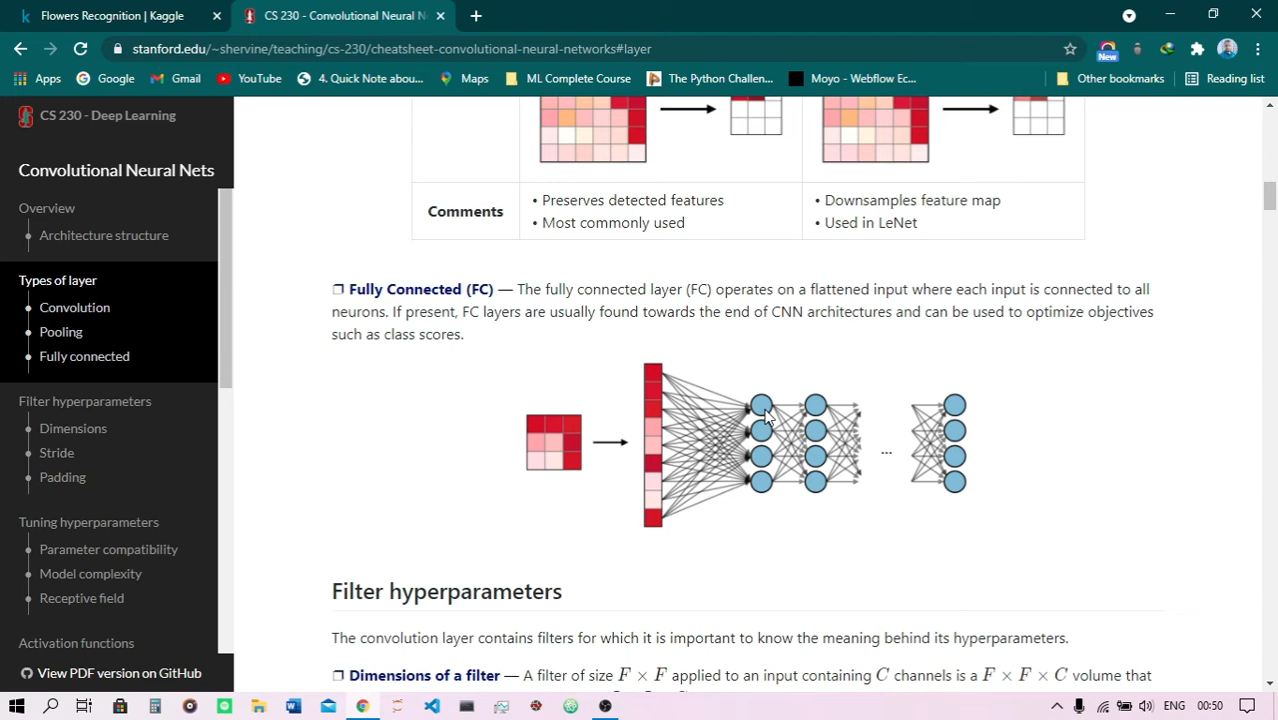 Flowers Recognition | Kaggle
CS 230 - Convolutional Neural N
stanford.edu/~shervine/teaching/cs-230/cheatsheet-convolutional-neural-networks#layer
New
Apps
Google
Gmail
YouTube
4. Quick Note abou...
Maps
ML Complete Course
The Python Challen...
Moyo - Webflow Ec...
Other bookmarks
Reading list
CS 230 - Deep Learning
Convolutional Neural Nets
Overview
Architecture structure
Types of layer
Convolution
Pooling
Fully connected
Filter hyperparameters
Dimensions
Stride
Padding
Tuning hyperparameters
Parameter compatibility
Model complexity
Receptive field
Activation functions
View PDF version on GitHub
Comments
• Preserves detected features
• Most commonly used
• Downsamples feature map
• Used in LeNet
❐ Fully Connected (FC) — The fully connected layer (FC) operates on a flattened input where each input is connected to all
neurons. If present, FC layers are usually found towards the end of CNN architectures and can be used to optimize objectives
such as class scores.
...
Filter hyperparameters
The convolution layer contains filters for which it is important to know the meaning behind its hyperparameters.
❐ Dimensions of a filter — A filter of size F × F applied to an input containing C channels is a F × F × C volume that
ENG
00:50